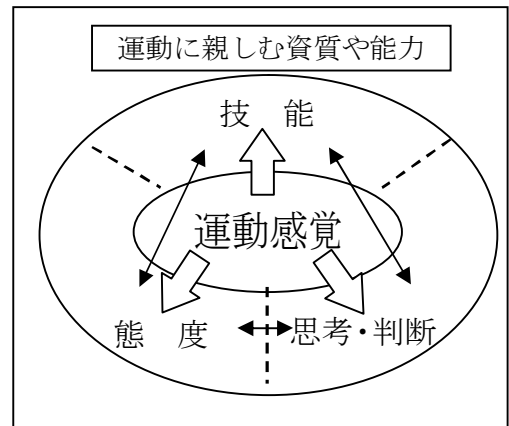 運動に親しむ資質や能力
技 能
運動感覚
態 度
思考・判断